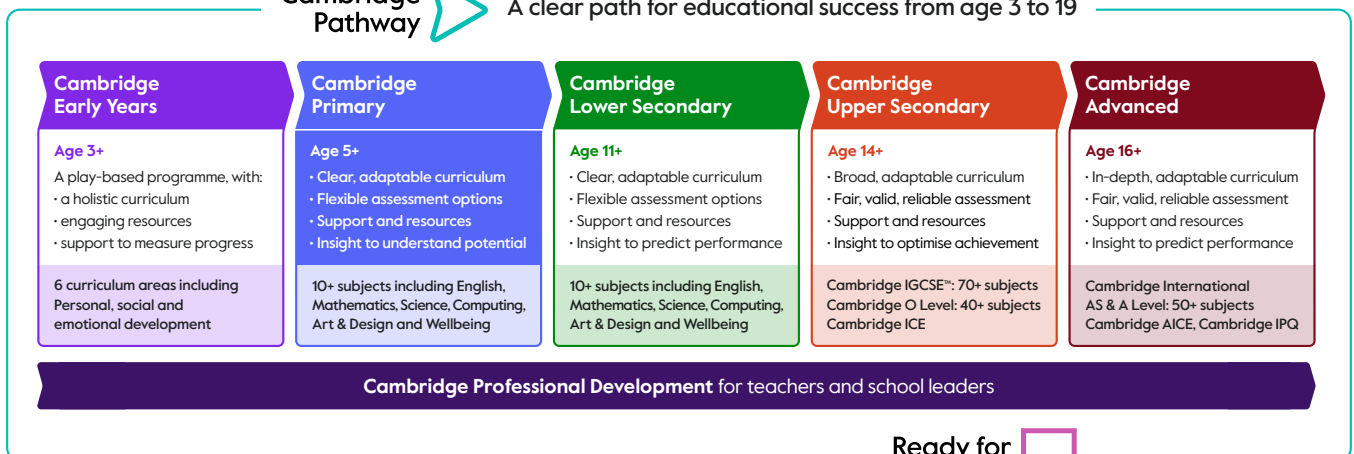 Cambridge
Pathway
A clear path for educational success from age 3 to 19
Cambridge
Early Years
Age 3+
A play-based programme, with:
· a holistic curriculum
· engaging resources
· support to measure progress
6 curriculum areas including
Personal, social and
emotional development
Cambridge
Primary
Age 5+
· Clear, adaptable curriculum
· Flexible assessment options
· Support and resources
· Insight to understand potential
10+ subjects including English,
Mathematics, Science, Computing,
Art & Design and Wellbeing
Cambridge
Lower Secondary
Age 11+
· Clear, adaptable curriculum
· Flexible assessment options
· Support and resources
· Insight to predict performance
10+ subjects including English,
Mathematics, Science, Computing,
Art & Design and Wellbeing
Cambridge
Upper Secondary
Age 14+
· Broad, adaptable curriculum
· Fair, valid, reliable assessment
· Support and resources
· Insight to optimise achievement
Cambridge IGCSE™: 70+ subjects
Cambridge O Level: 40+ subjects
Cambridge ICE
Cambridge
Advanced
Age 16+
· In-depth, adaptable curriculum
· Fair, valid, reliable assessment
· Support and resources
· Insight to predict performance
Cambridge International
AS & A Level: 50+ subjects
Cambridge AICE, Cambridge IPQ
Cambridge Professional Development for teachers and school leaders
Ready for